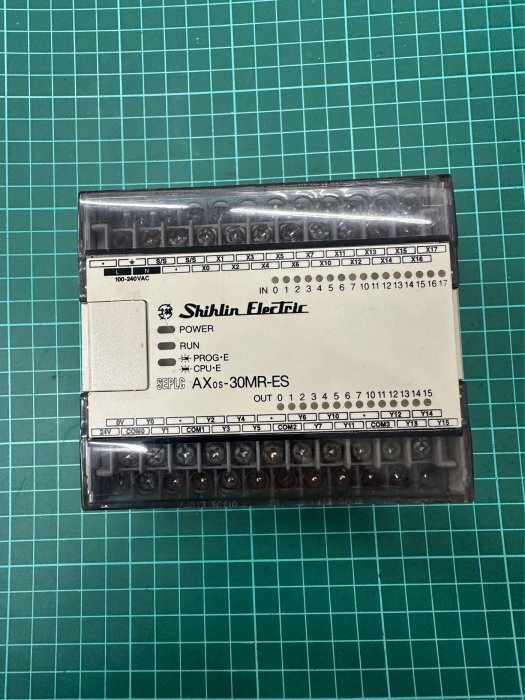 • ⏚ S/S S/S X1 X3 X5 X7 X11 X13 X15 X17
L N • X0 X2 X4 X6 X10 X12 X14 X16
100-240VAC
IN 0 1 2 3 4 5 6 7 10 11 12 13 14 15 16 17
Shihlin Electric
POWER
RUN
PROG·E
CPU·E
SEPLC AX0S-30MR-ES
OUT 0 1 2 3 4 5 6 7 10 11 12 13 14 15
0V Y0 • Y2 Y4 • Y6 Y10 • Y12 Y14
24V COM0 Y1 COM1 Y3 Y5 COM2 Y7 Y11 COM3 Y13 Y15